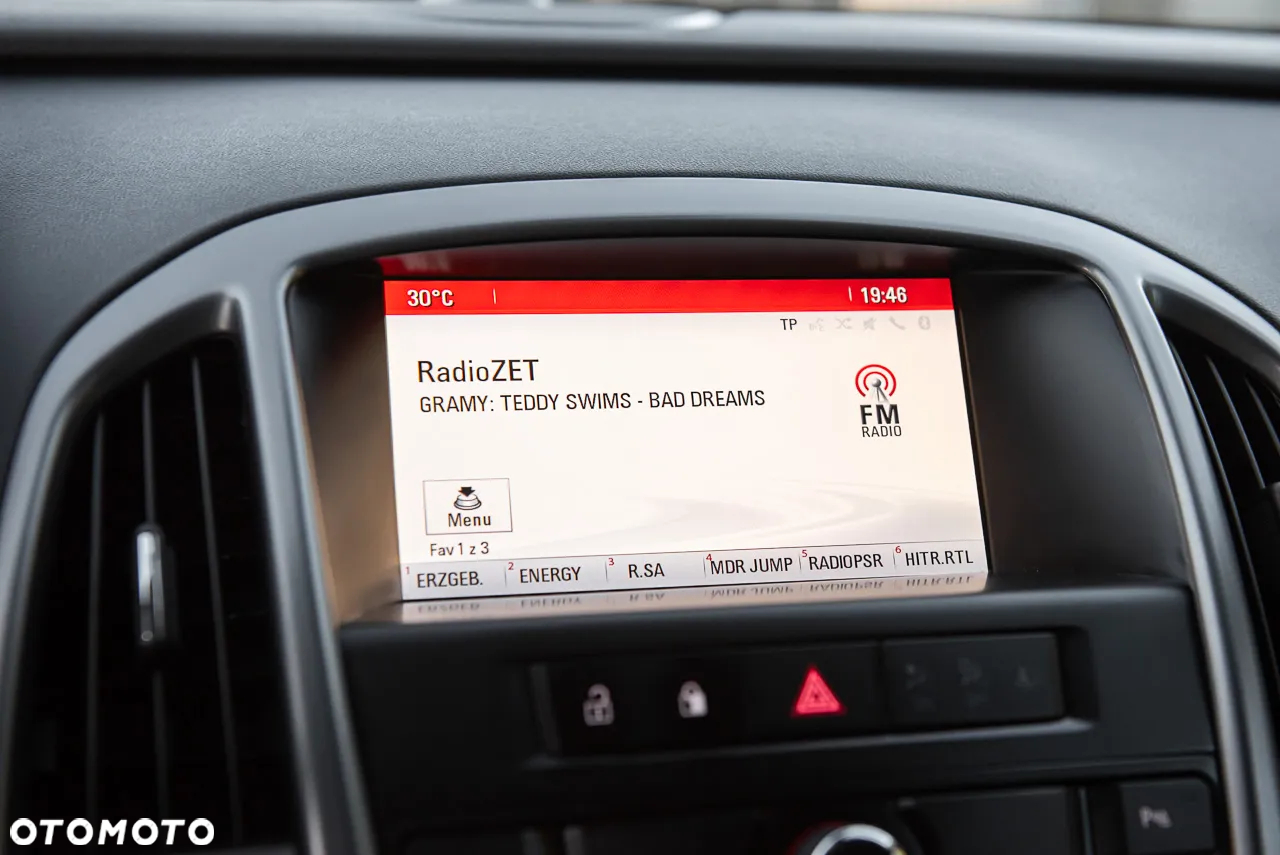 30°C 19:46
TP
RadioZET
GRAMY: TEDDY SWIMS - BAD DREAMS
FM
RADIO
Menu
Fav 1 z 3
1 ERZGEB. 2 ENERGY 3 R.SA 4 MDR JUMP 5 RADIOPSR 6 HITR.RTL
OTOMOTO